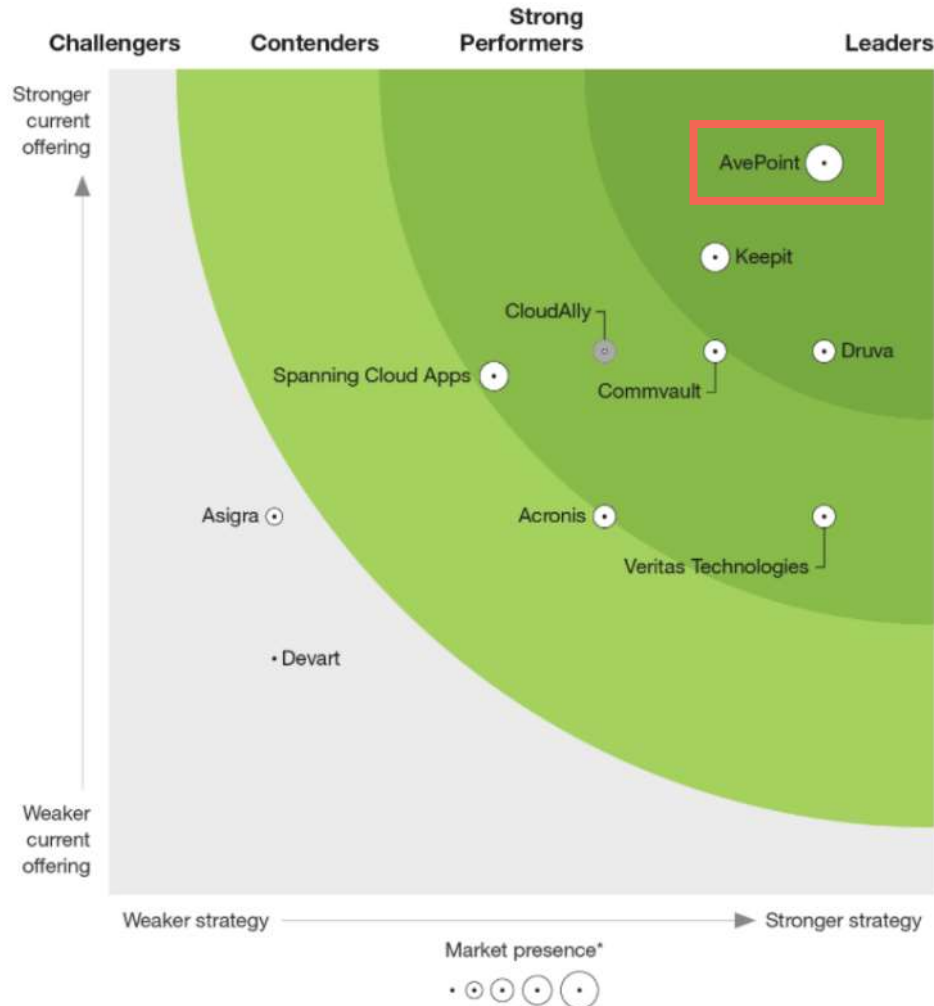 Challengers
Contenders
Strong
Performers
Leaders
Stronger
current
offering
AvePoint
Keepit
CloudAlly
Druva
Spanning Cloud Apps
Commvault
Asigra
Acronis
Veritas Technologies
Devart
Weaker
current
offering
Weaker strategy
Stronger strategy
Market presence*